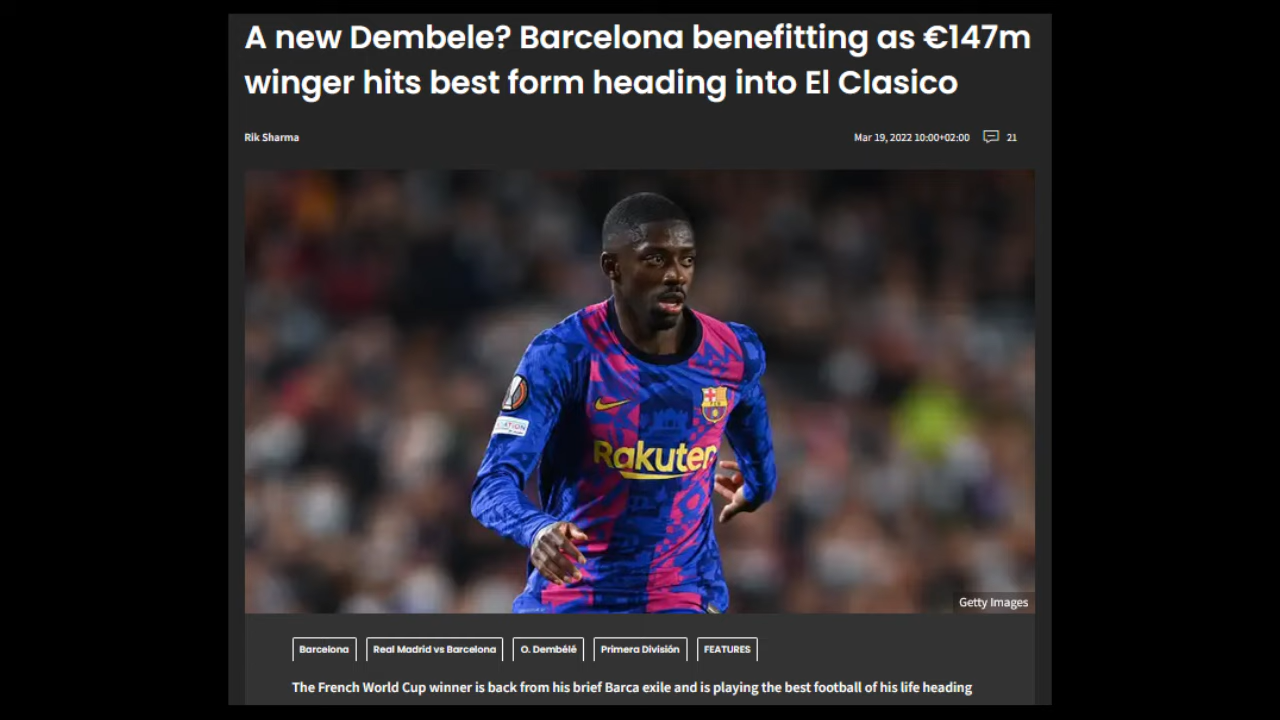 A new Dembele? Barcelona benefitting as €147m
winger hits best form heading into El Clasico
Rik Sharma
Mar 19, 2022 10:00+02:00 21
Rakuten
Getty Images
Barcelona Real Madrid vs Barcelona O. Dembélé Primera División FEATURES
The French World Cup winner is back from his brief Barca exile and is playing the best football of his life heading